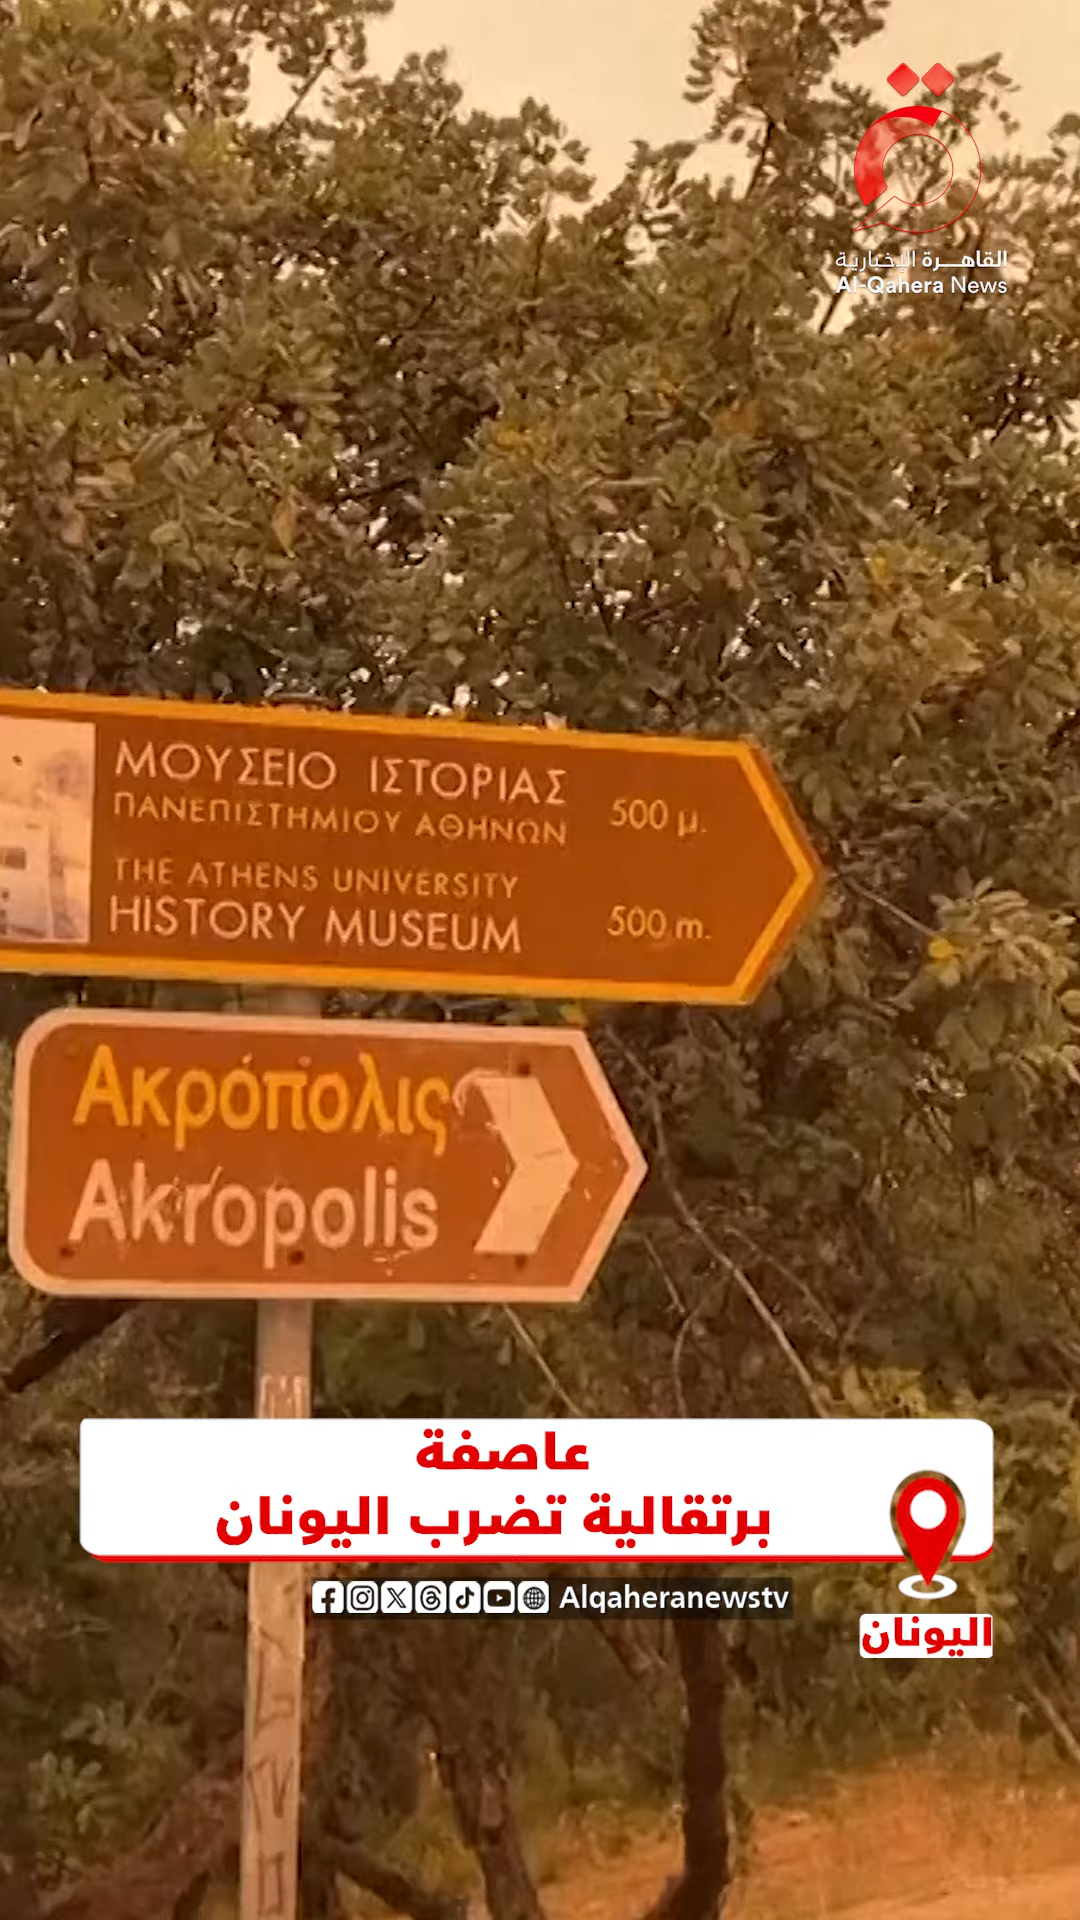 القاهـرة الإخبارية
Al-Qahera News
ΜΟΥΣΕΙΟ ΙΣΤΟΡΙΑΣ
ΠΑΝΕΠΙΣΤΗΜΙΟΥ ΑΘΗΝΩΝ
500 μ.
THE ATHENS UNIVERSITY
HISTORY MUSEUM
500 m.
Ακρόπολις
Akropolis
عاصفة
برتقالية تضرب اليونان
Alqaheranewstv
اليونان